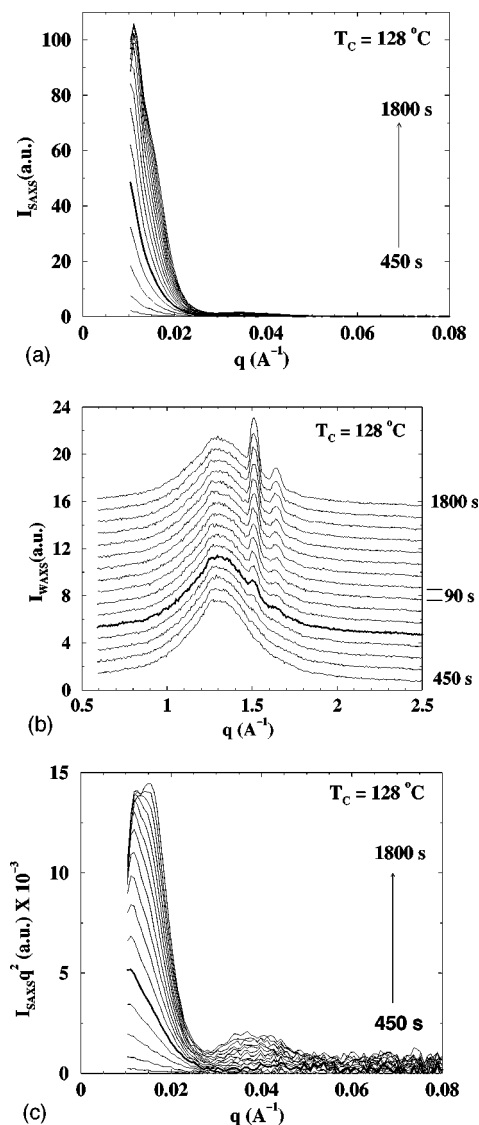 100
80
60
40
20
0
I_SAXS (a.u.)
T_C = 128 °C
1800 s
450 s
0 0.02 0.04 0.06 0.08
q (A⁻¹)
(a)
24
20
16
12
8
4
0
I_WAXS (a.u.)
T_C = 128 °C
1800 s
90 s
450 s
0.5 1 1.5 2 2.5
q (A⁻¹)
(b)
15
10
5
0
I_SAXS q² (a.u.) X 10⁻³
T_C = 128 °C
1800 s
450 s
0 0.02 0.04 0.06 0.08
q (A⁻¹)
(c)